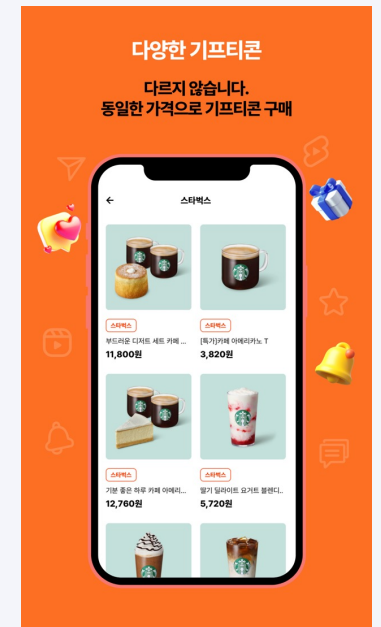 다양한 기프티콘
다르지 않습니다.
동일한 가격으로 기프티콘 구매
스타벅스
스타벅스
스타벅스
부드러운 디저트 세트 카페 ...
[특가]카페 아메리카노 T
11,800원
3,820원
스타벅스
스타벅스
기분 좋은 하루 카페 아메리...
딸기 딜라이트 요거트 블렌디..
12,760원
5,720원